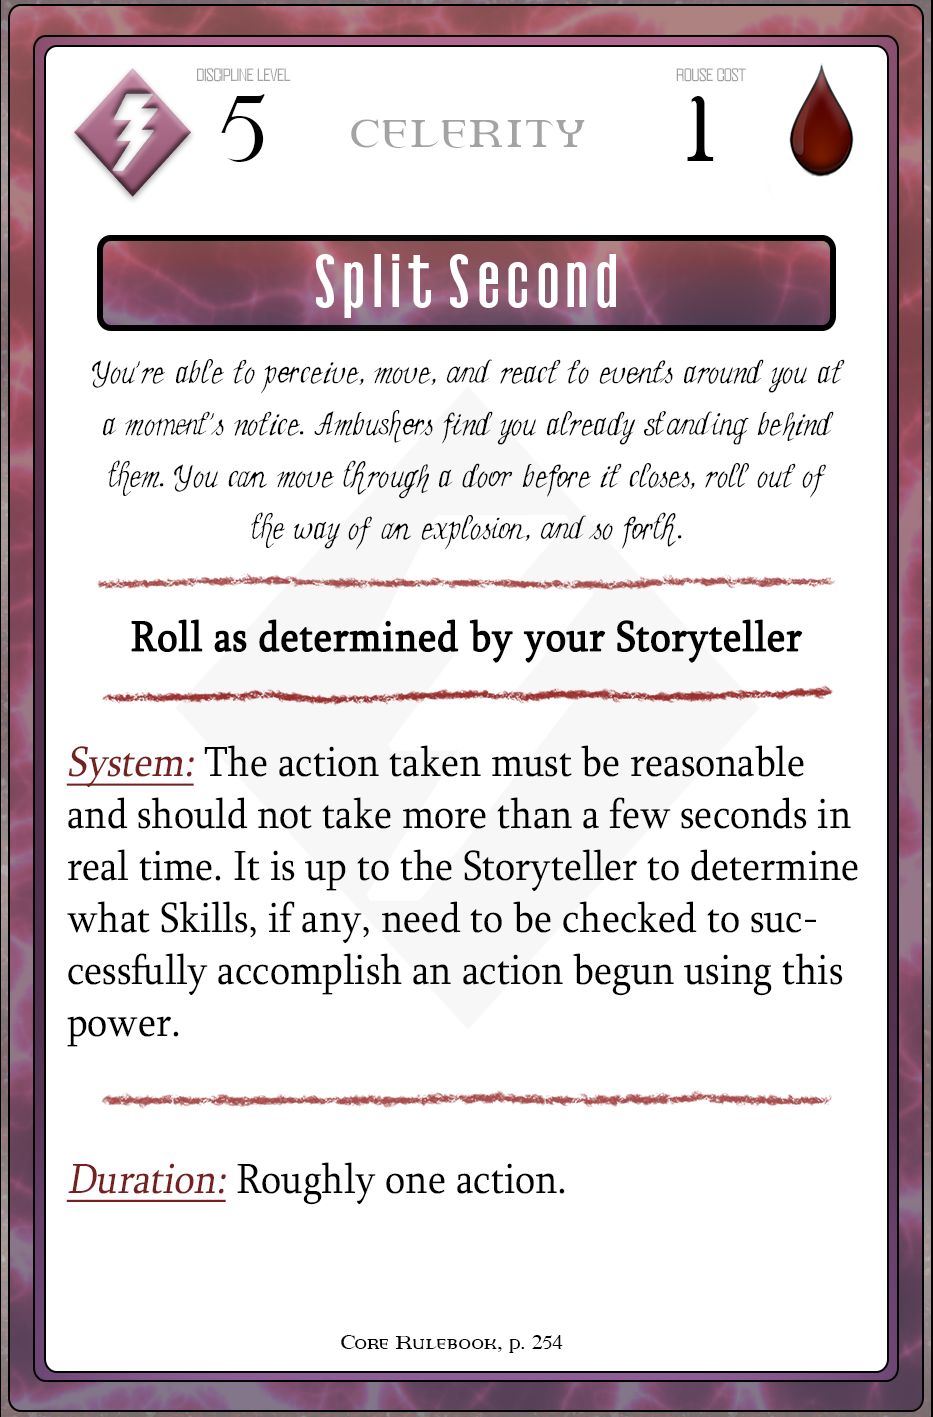 DISCIPLINE LEVEL
5
CELERITY
ROUSE COST
1
Split Second
You're able to perceive, move, and react to events around you at
a moment's notice. Ambushers find you already standing behind
them. You can move through a door before it closes, roll out of
the way of an explosion, and so forth.
Roll as determined by your Storyteller
System: The action taken must be reasonable
and should not take more than a few seconds in
real time. It is up to the Storyteller to determine
what Skills, if any, need to be checked to suc-
cessfully accomplish an action begun using this
power.
Duration: Roughly one action.
Core Rulebook, p. 254